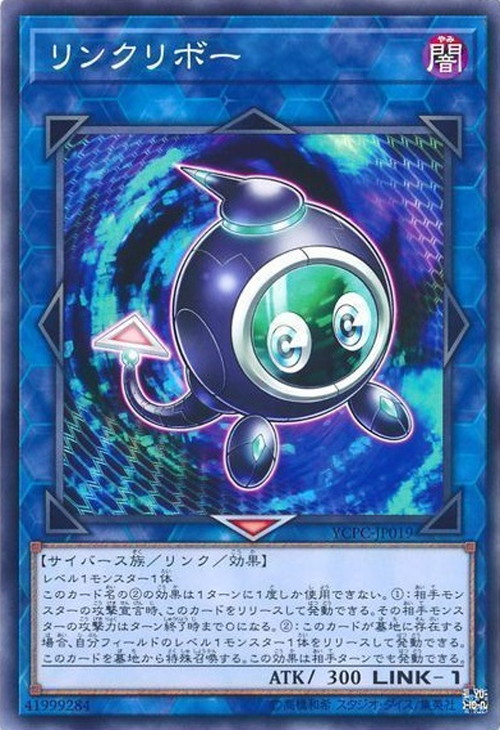 リンクリボー
闇
YCPC-JP019
【サイバース族/リンク/効果】
レベル1モンスター1体
このカード名の②の効果は1ターンに1度しか使用できない。①:相手モン
スターの攻撃宣言時、このカードをリリースして発動できる。そのモンスタ
ーの攻撃力はターン終了時まで0になる。②:このカードが墓地に存在する
場合、自分フィールドのレベル1モンスター1体をリリースして発動できる。
このカードを墓地から特殊召喚する。この効果は相手ターンでも発動できる。
ATK/ 300 LINK-1
41999284
©高橋和希 スタジオ・ダイス/集英社